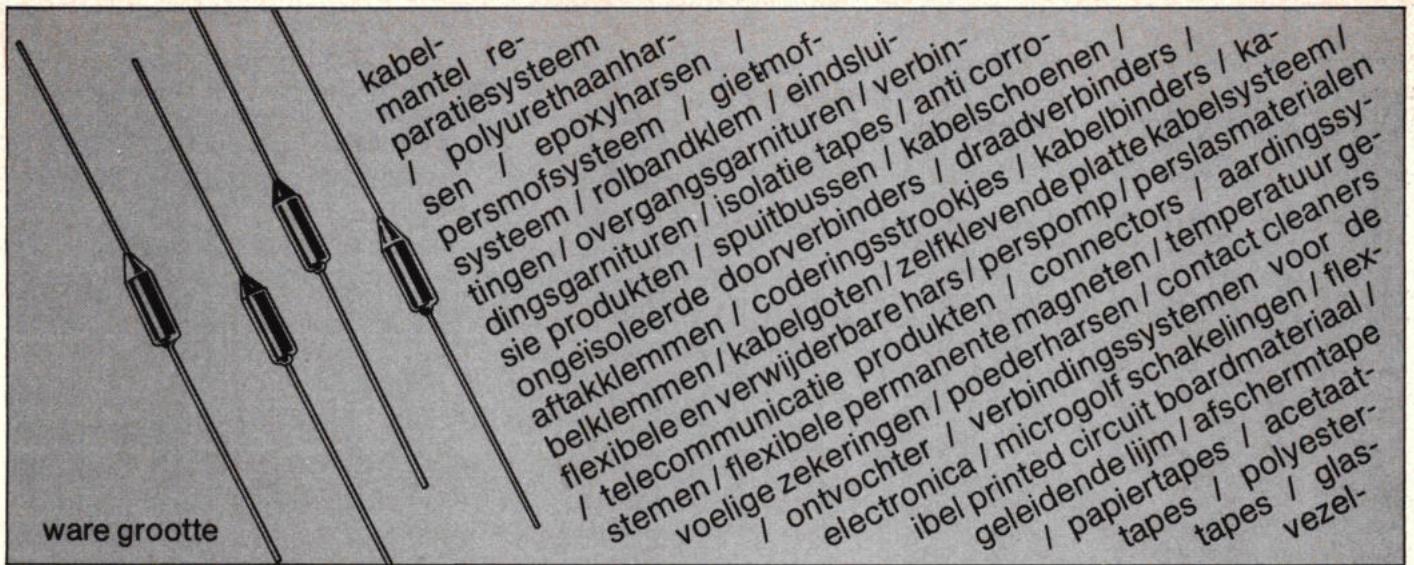 kabel-
mantel re-
paratiesysteem
/ polyurethaanhar-
sen / epoxyharsen /
persmofsysteem / gietmof-
systeem / rolbandklem / eindslui-
tingen / overgangsgarnituren / verbin-
dingsgarnituren / isolatie tapes / anti corro-
sie produkten / spuitbussen / kabelschoenen /
ongeïsoleerde doorverbinders / draadverbinders /
aftakklemmen / coderingsstrookjes / kabelbinders / ka-
belklemmen / kabelgoten / zelfklevende platte kabelsysteem /
flexibele en verwijderbare hars / perspomp / perslasmaterialen
/ telecommunicatie produkten / connectors / aardingssy-
stemen / flexibele permanente magneten / temperatuur ge-
voelige zekeringen / poederharsen / contact cleaners
/ ontvochter / verbindingssystemen voor de
electronica / microgolf schakelingen / flex-
ibel printed circuit boardmateriaal /
geleidende lijm / afschermtape
/ papiertapes / acetaat-
tapes / polyester-
tapes / glas-
vezel-
ware grootte